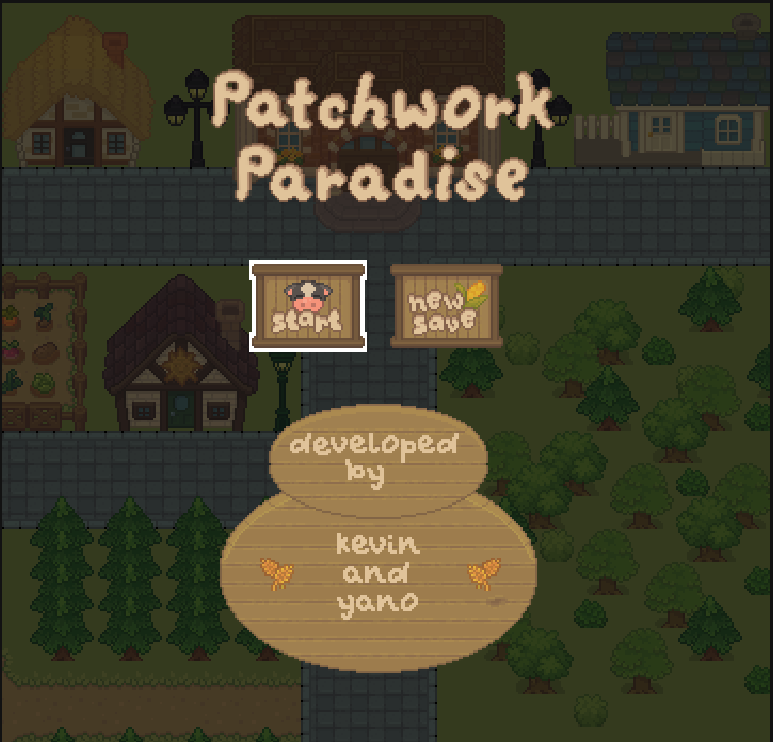 Patchwork
Paradise
start
new
save
developed
by
kevin
and
yano